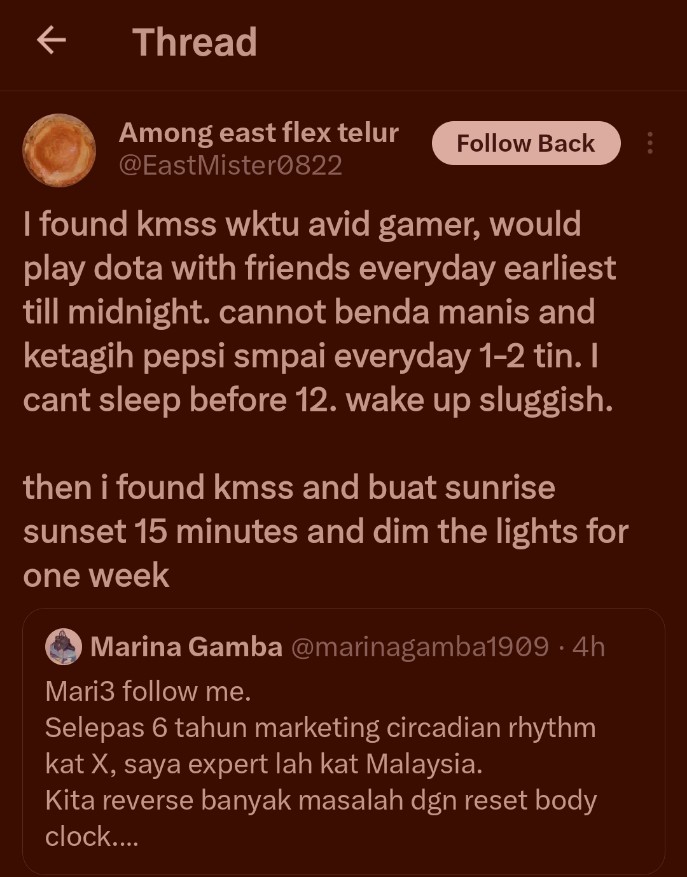 Thread
Among east flex telur
@EastMister0822
Follow Back
I found kmss wktu avid gamer, would
play dota with friends everyday earliest
till midnight. cannot benda manis and
ketagih pepsi smpai everyday 1-2 tin. I
cant sleep before 12. wake up sluggish.
then i found kmss and buat sunrise
sunset 15 minutes and dim the lights for
one week
Marina Gamba @marinagamba1909 · 4h
Mari3 follow me.
Selepas 6 tahun marketing circadian rhythm
kat X, saya expert lah kat Malaysia.
Kita reverse banyak masalah dgn reset body
clock....